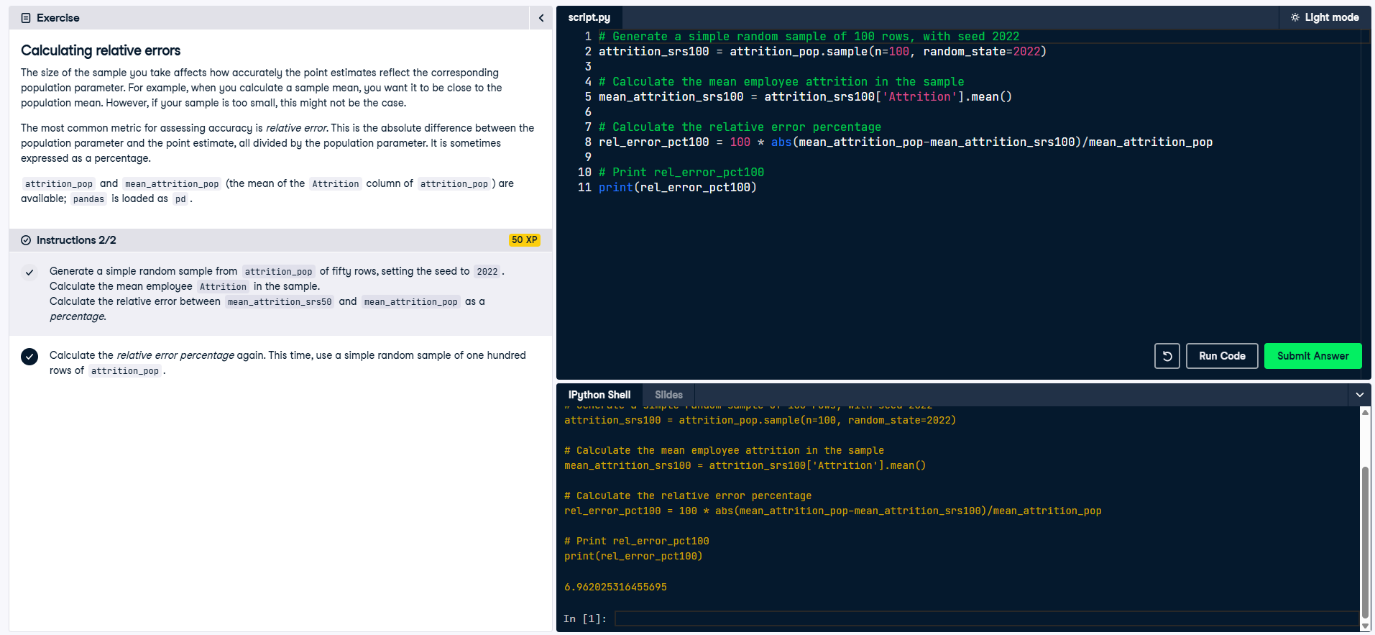 Exercise
Calculating relative errors
The size of the sample you take affects how accurately the point estimates reflect the corresponding
population parameter. For example, when you calculate a sample mean, you want it to be close to the
population mean. However, if your sample is too small, this might not be the case.
The most common metric for assessing accuracy is relative error. This is the absolute difference between the
population parameter and the point estimate, all divided by the population parameter. It is sometimes
expressed as a percentage.
attrition_pop and mean_attrition_pop (the mean of the Attrition column of attrition_pop) are
available; pandas is loaded as pd.
Instructions 2/2
50 XP
Generate a simple random sample from attrition_pop of fifty rows, setting the seed to 2022.
Calculate the mean employee Attrition in the sample.
Calculate the relative error between mean_attrition_srs50 and mean_attrition_pop as a
percentage.
Calculate the relative error percentage again. This time, use a simple random sample of one hundred
rows of attrition_pop.
script.py
Light mode
1 # Generate a simple random sample of 100 rows, with seed 2022
2 attrition_srs100 = attrition_pop.sample(n=100, random_state=2022)
3
4 # Calculate the mean employee attrition in the sample
5 mean_attrition_srs100 = attrition_srs100['Attrition'].mean()
6
7 # Calculate the relative error percentage
8 rel_error_pct100 = 100 * abs(mean_attrition_pop-mean_attrition_srs100)/mean_attrition_pop
9
10 # Print rel_error_pct100
11 print(rel_error_pct100)
Run Code
Submit Answer
IPython Shell
Slides
# Generate a simple random sample of 100 rows, with seed 2022
attrition_srs100 = attrition_pop.sample(n=100, random_state=2022)
# Calculate the mean employee attrition in the sample
mean_attrition_srs100 = attrition_srs100['Attrition'].mean()
# Calculate the relative error percentage
rel_error_pct100 = 100 * abs(mean_attrition_pop-mean_attrition_srs100)/mean_attrition_pop
# Print rel_error_pct100
print(rel_error_pct100)
6.962025316455695
In [1]: